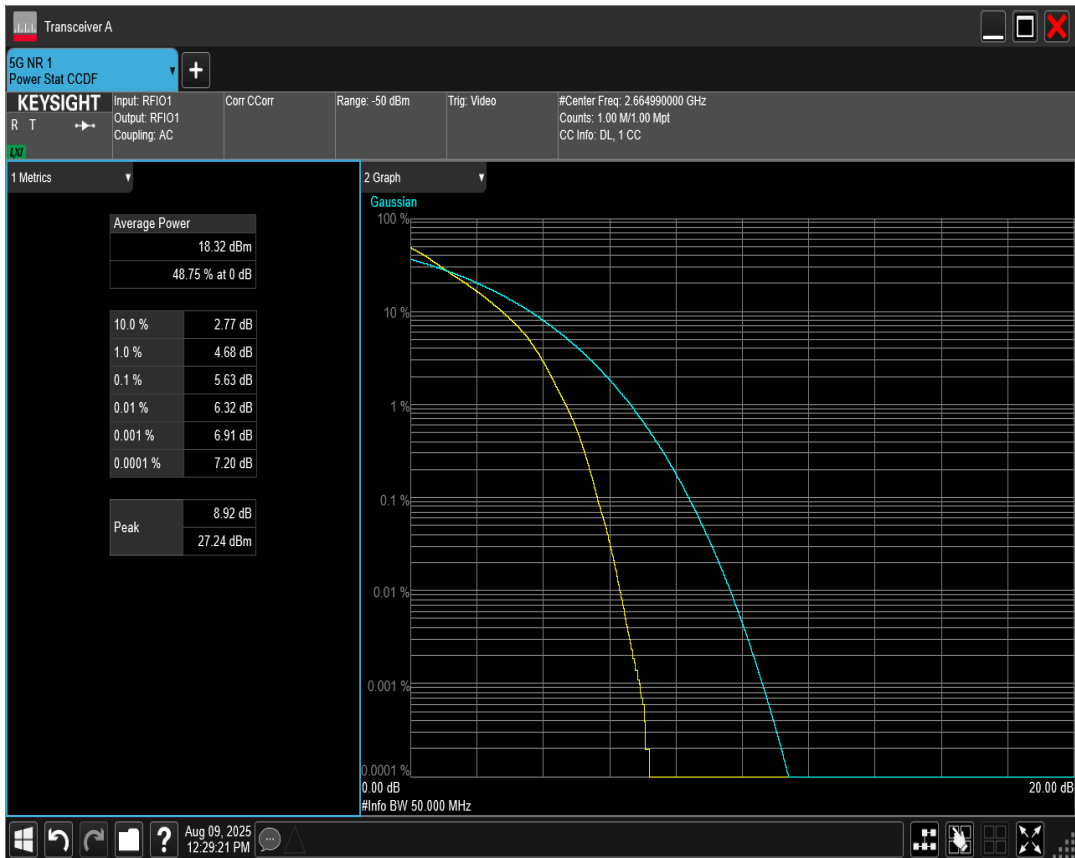 Transceiver A
5G NR 1
Power Stat CCDF
KEYSIGHT
R T
LXI
Input: RFIO1
Output: RFIO1
Coupling: AC
Corr CCorr
Range: -50 dBm
Trig: Video
#Center Freq: 2.664990000 GHz
Counts: 1.00 M/1.00 Mpt
CC Info: DL, 1 CC
1 Metrics
Average Power
18.32 dBm
48.75 % at 0 dB
10.0 % 2.77 dB
1.0 % 4.68 dB
0.1 % 5.63 dB
0.01 % 6.32 dB
0.001 % 6.91 dB
0.0001 % 7.20 dB
Peak 8.92 dB
27.24 dBm
2 Graph
Gaussian
100 %
10 %
1 %
0.1 %
0.01 %
0.001 %
0.0001 %
0.00 dB 20.00 dB
#Info BW 50.000 MHz
Aug 09, 2025
12:29:21 PM